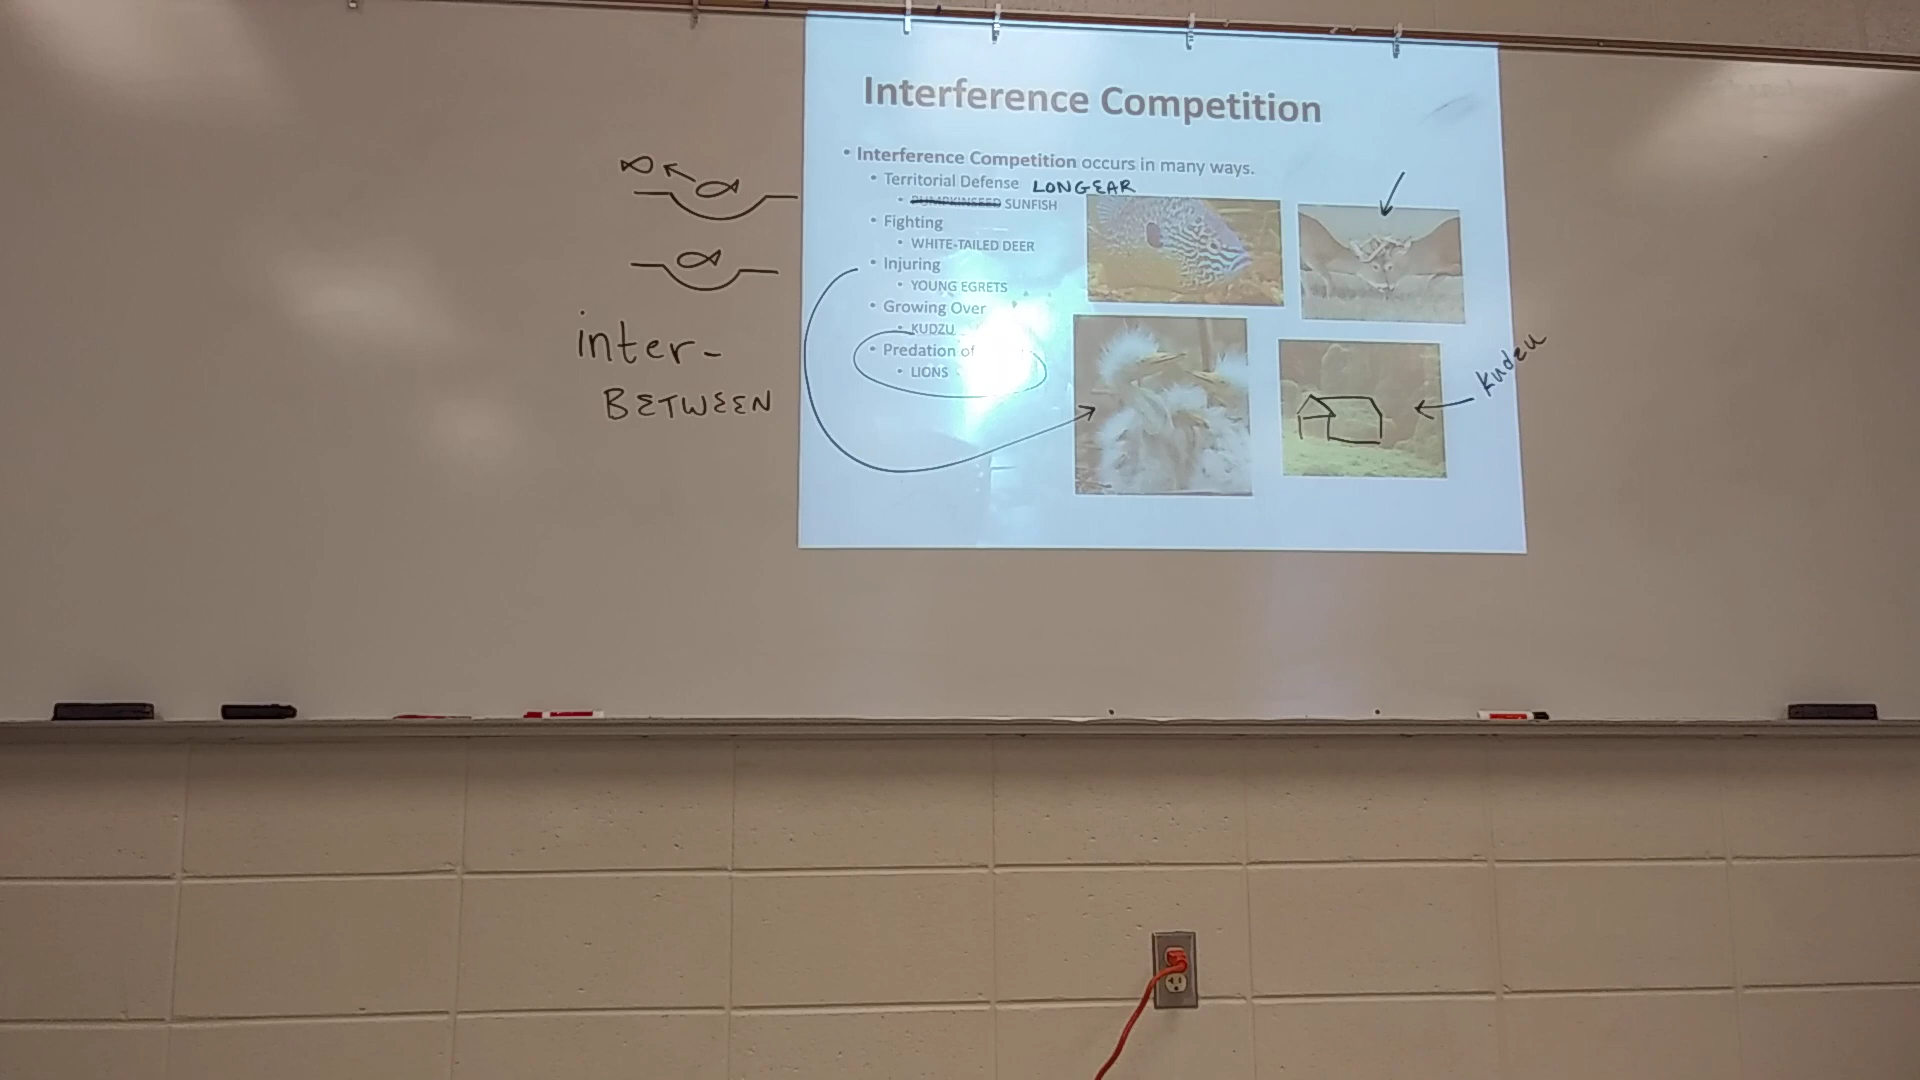 Interference Competition
• Interference Competition occurs in many ways.
• Territorial Defense LONGEAR
• PUMPKINSEED SUNFISH
• Fighting
• WHITE-TAILED DEER
• Injuring
• YOUNG EGRETS
• Growing Over
• KUDZU
• Predation of
• LIONS
inter-
BETWEEN
Kudzu